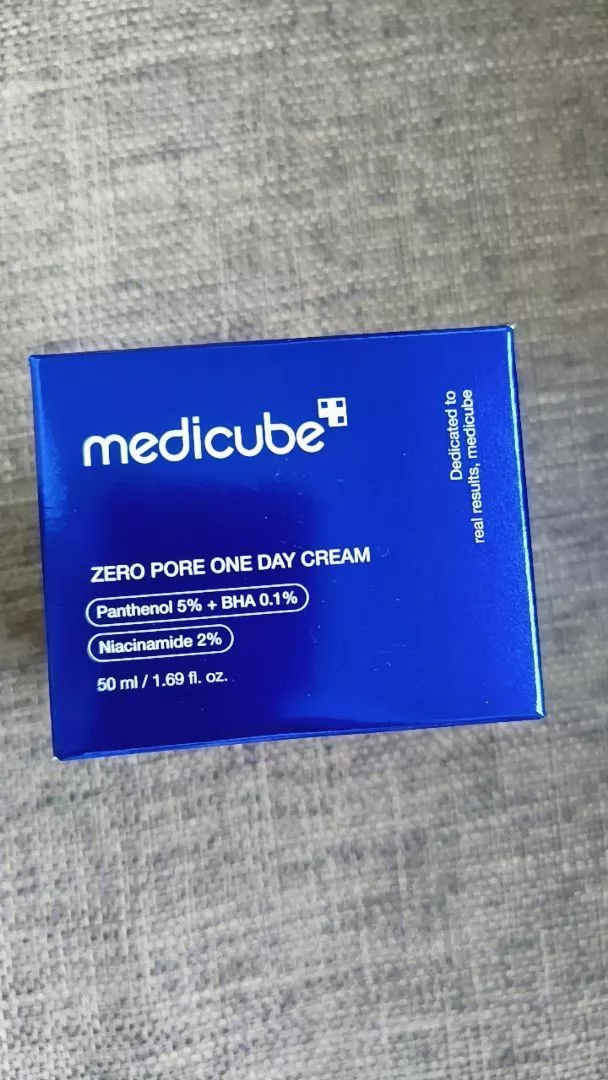 medicube
ZERO PORE ONE DAY CREAM
Panthenol 5% + BHA 0.1%
Niacinamide 2%
50 ml / 1.69 fl. oz.
Dedicated to
real results, medicube